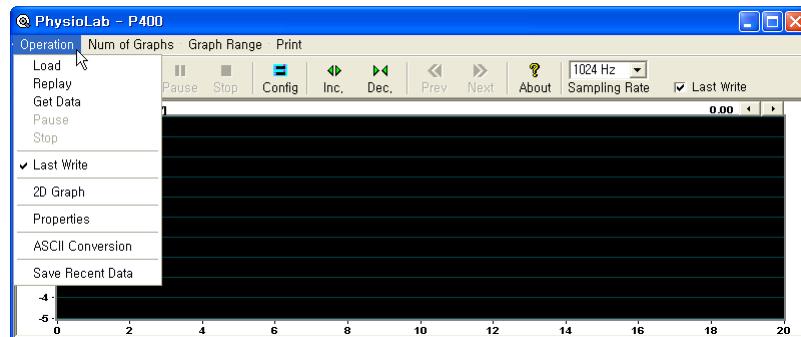 PhysioLab - P400
Operation Num of Graphs Graph Range Print
Load
Replay
Get Data
Pause
Stop
Last Write
2D Graph
Properties
ASCII Conversion
Save Recent Data
Pause Stop Config Inc. Dec. Prev Next About Sampling Rate Last Write
1024 Hz
0.00
-4
-5
0 2 4 6 8 10 12 14 16 18 20